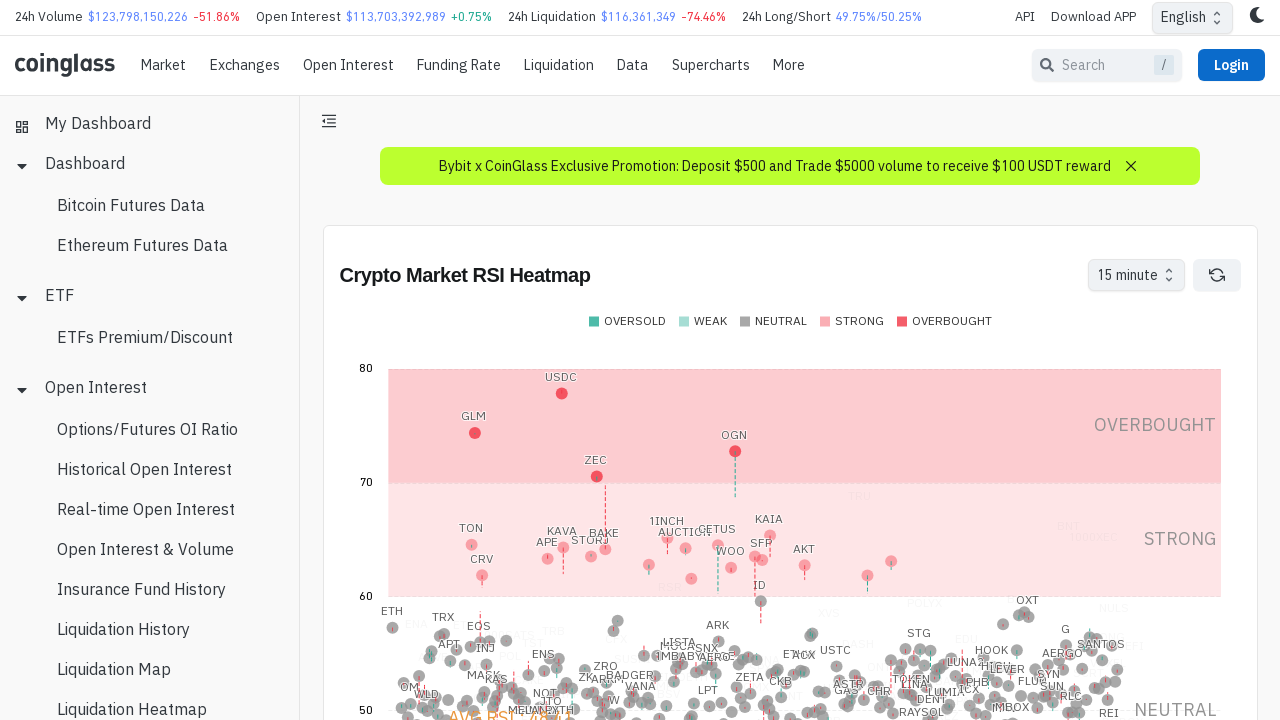 24h Volume $123,798,150,226 -51.86% Open Interest $113,703,392,989 +0.75% 24h Liquidation $116,361,349 -74.46% 24h Long/Short 49.75%/50.25% API Download APP English
coinglass Market Exchanges Open Interest Funding Rate Liquidation Data Supercharts More Search / Login
My Dashboard
Dashboard
Bitcoin Futures Data
Ethereum Futures Data
ETF
ETFs Premium/Discount
Open Interest
Options/Futures OI Ratio
Historical Open Interest
Real-time Open Interest
Open Interest & Volume
Insurance Fund History
Liquidation History
Liquidation Map
Liquidation Heatmap
Bybit x CoinGlass Exclusive Promotion: Deposit $500 and Trade $5000 volume to receive $100 USDT reward
Crypto Market RSI Heatmap
15 minute
OVERSOLD WEAK NEUTRAL STRONG OVERBOUGHT
80
USDC
GLM
OVERBOUGHT
OGN
ZEC
70
TON KAVA BAKE 1INCH AUCTION CETUS KAIA
APE STORJ SFP STRONG
CRV WOO AKT
ID
60
ETH TRX OXT
EOS ARK STG G
APT INJ ENS LISTA SNX AERO USTC HOOK AERGO SANTOS
MASK KAS ZRO BADGER VANA ZETA CKB ACX TOKEN LUNA HIGH LEVER SYN
OM WLD NOT JTO LPT ASTR GAS CHR LINA DENT ICX PHB FLUX SUN RLC
50 RAYSOL REI NEUTRAL